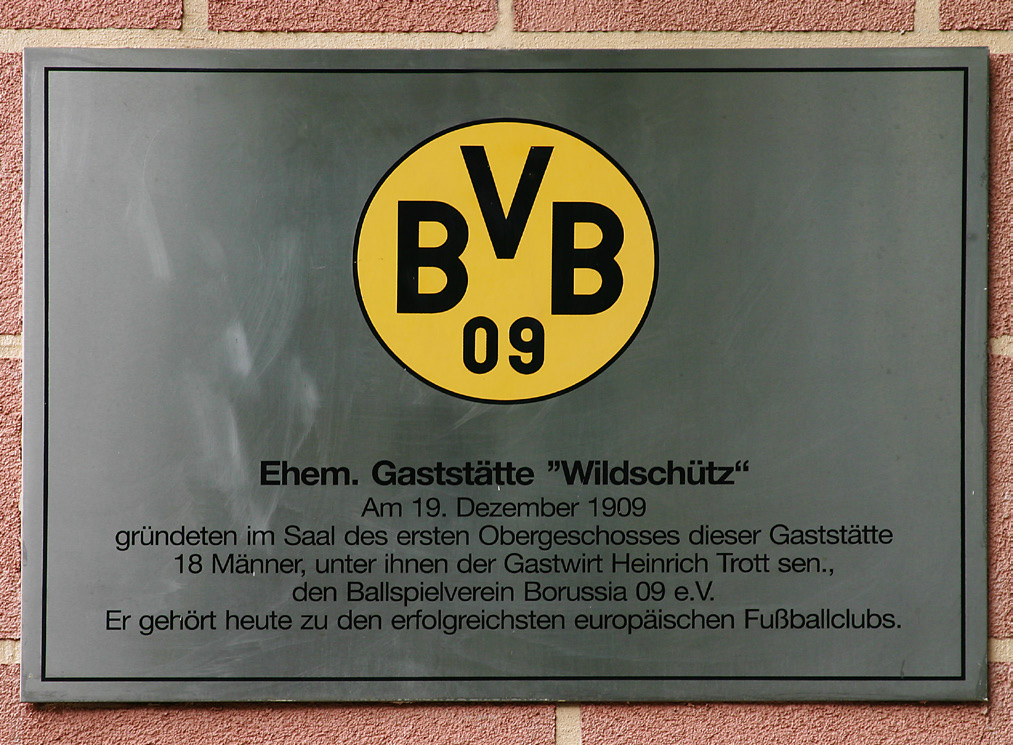 BVB
09
Ehem. Gaststätte ”Wildschütz“
Am 19. Dezember 1909
gründeten im Saal des ersten Obergeschosses dieser Gaststätte
18 Männer, unter ihnen der Gastwirt Heinrich Trott sen.,
den Ballspielverein Borussia 09 e.V.
Er gehört heute zu den erfolgreichsten europäischen Fußballclubs.